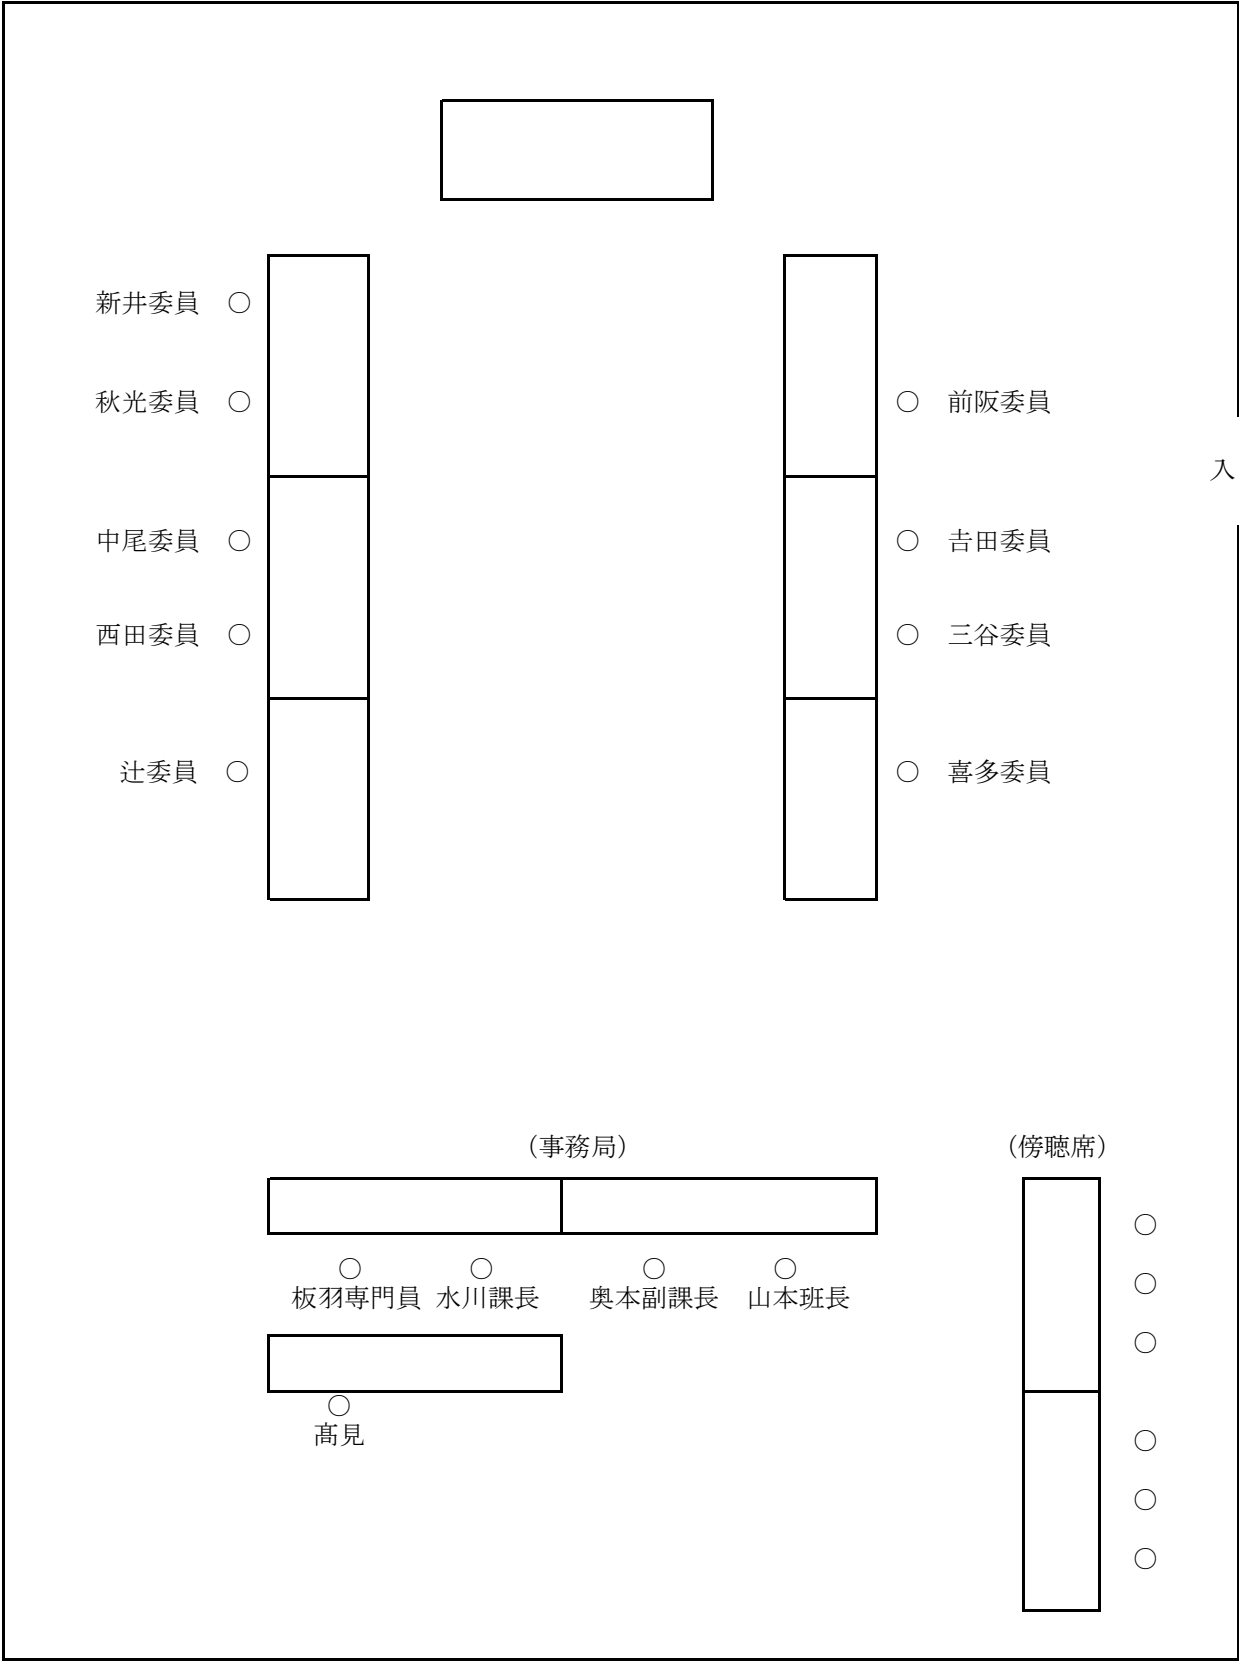 新井委員 ○
秋光委員 ○ ○ 前阪委員
入
中尾委員 ○ ○ 𠮷田委員
西田委員 ○ ○ 三谷委員
辻委員 ○ ○ 喜多委員
(事務局) (傍聴席)
○
○ ○ ○ ○
○
板羽専門員 水川課長 奥本副課長 山本班長
○
○
髙見
○
○
○